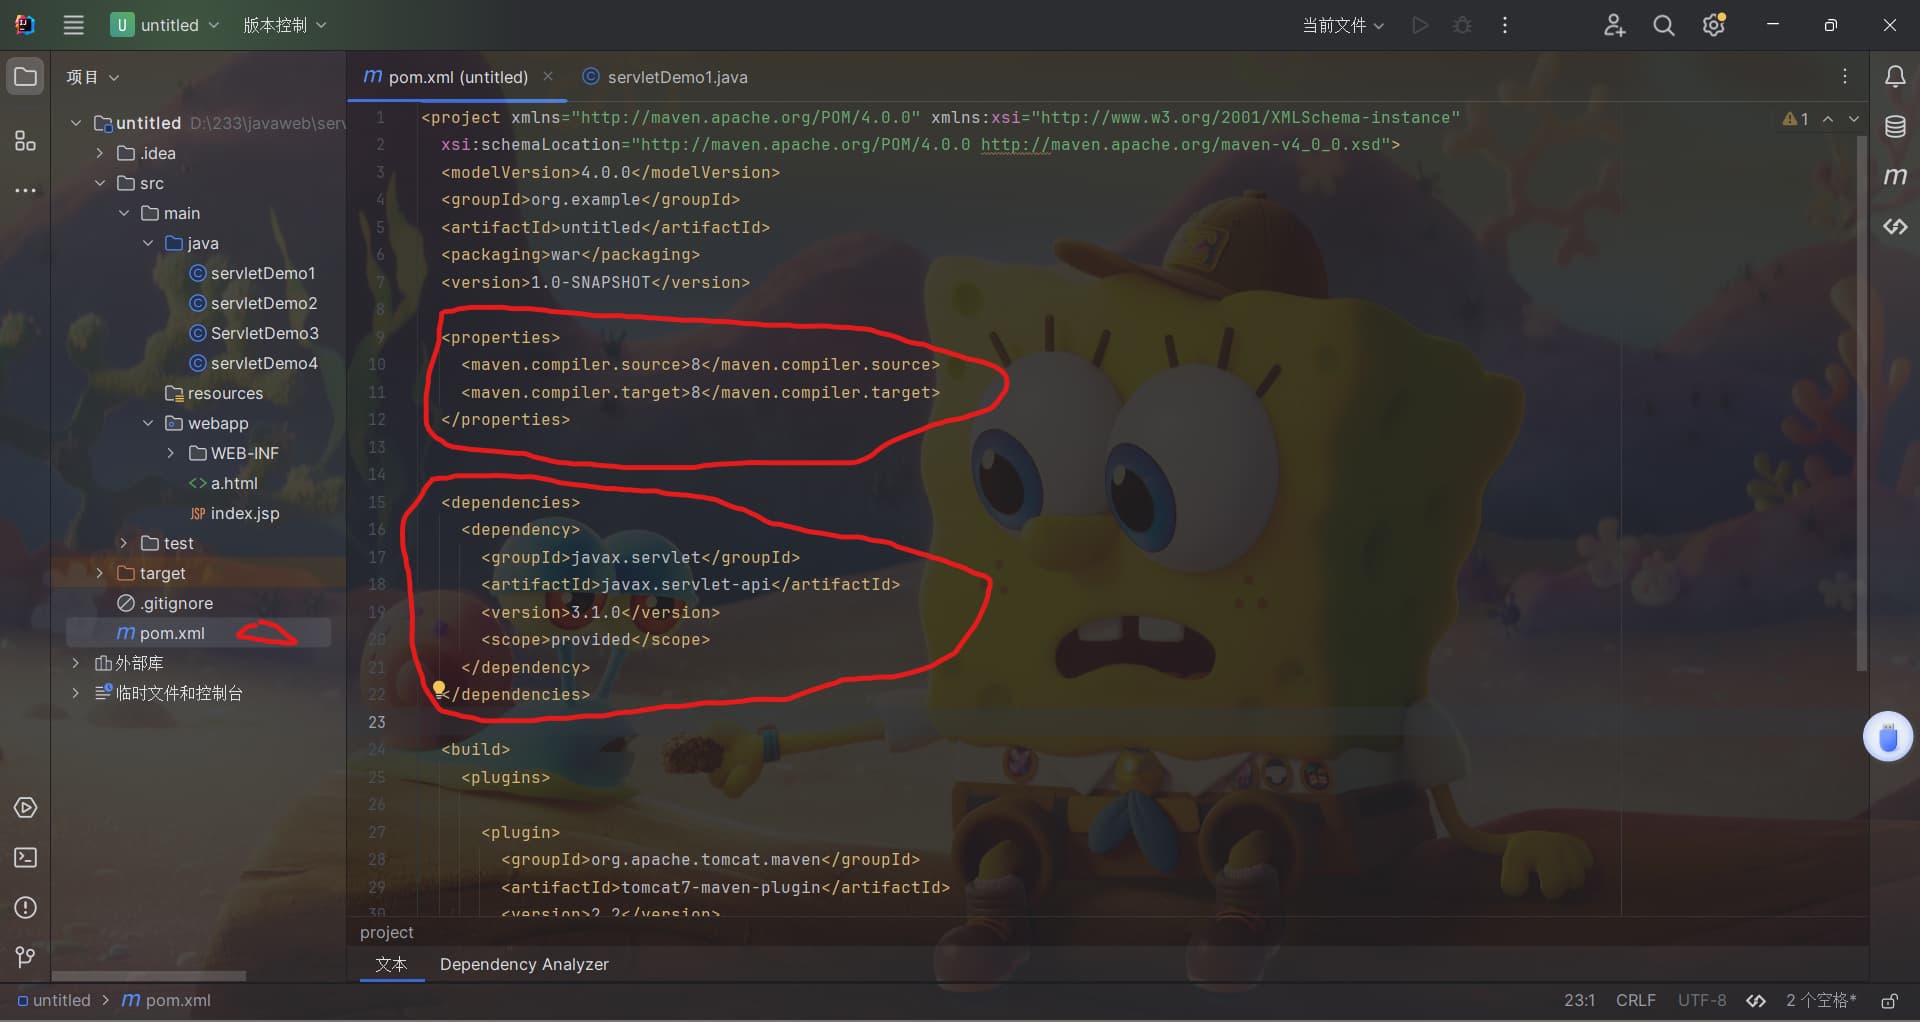 U untitled 版本控制 当前文件
项目
pom.xml (untitled) servletDemo1.java
untitled D:\233\javaweb\serv
.idea
src
main
java
servletDemo1
servletDemo2
ServletDemo3
servletDemo4
resources
webapp
WEB-INF
<> a.html
JSP index.jsp
test
target
.gitignore
m pom.xml
外部库
临时文件和控制台
1 <project xmlns="http://maven.apache.org/POM/4.0.0" xmlns:xsi="http://www.w3.org/2001/XMLSchema-instance"
2 xsi:schemaLocation="http://maven.apache.org/POM/4.0.0 http://maven.apache.org/maven-v4_0_0.xsd">
3 <modelVersion>4.0.0</modelVersion>
4 <groupId>org.example</groupId>
5 <artifactId>untitled</artifactId>
6 <packaging>war</packaging>
7 <version>1.0-SNAPSHOT</version>
8
9 <properties>
10 <maven.compiler.source>8</maven.compiler.source>
11 <maven.compiler.target>8</maven.compiler.target>
12 </properties>
13
14
15 <dependencies>
16 <dependency>
17 <groupId>javax.servlet</groupId>
18 <artifactId>javax.servlet-api</artifactId>
19 <version>3.1.0</version>
20 <scope>provided</scope>
21 </dependency>
22 </dependencies>
23
24 <build>
25 <plugins>
26
27 <plugin>
28 <groupId>org.apache.tomcat.maven</groupId>
29 <artifactId>tomcat7-maven-plugin</artifactId>
30 <version>2.2</version>
1
project
文本 Dependency Analyzer
untitled > m pom.xml 23:1 CRLF UTF-8 2 个空格*